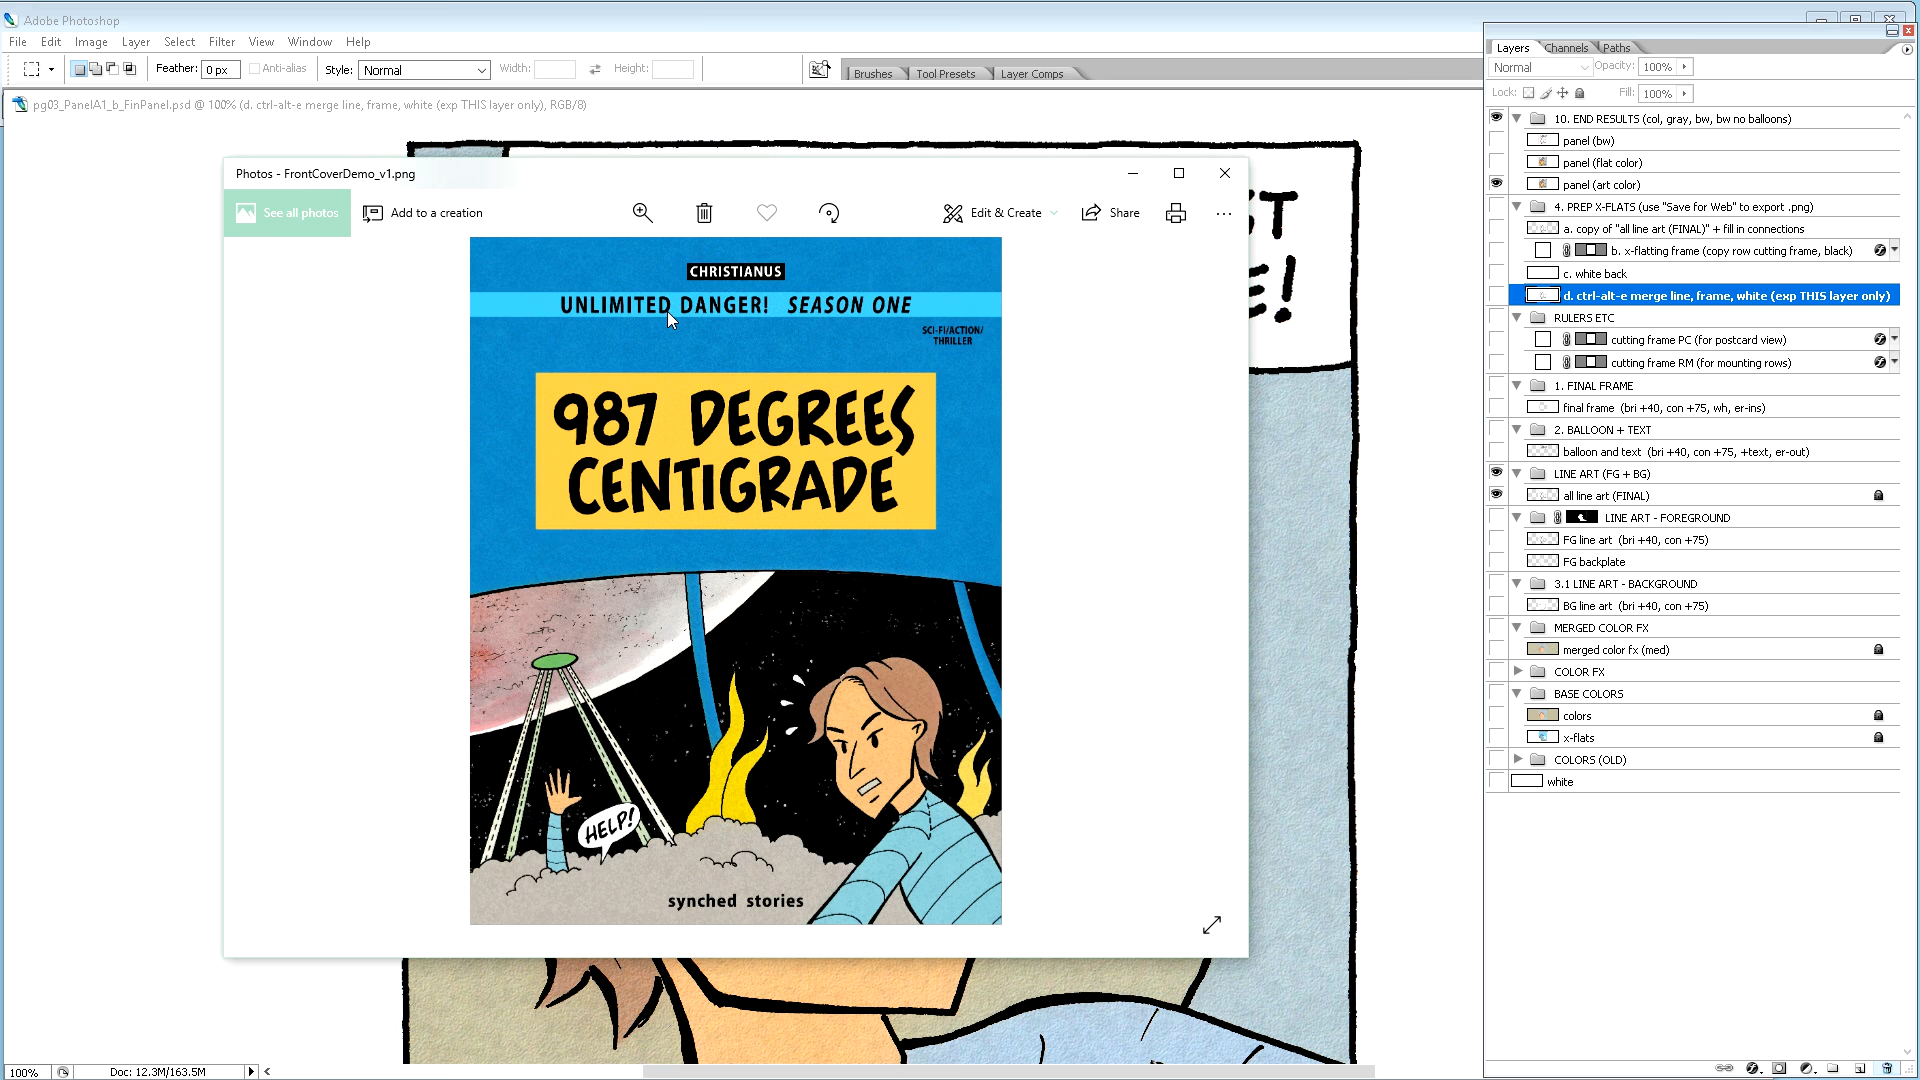 Adobe Photoshop
File Edit Image Layer Select Filter View Window Help
Feather: 0 px Anti-alias Style: Normal Width: Height: Brushes Tool Presets Layer Comps
pg03_PanelA1_b_FinPanel.psd @ 100% (d. ctrl-alt-e merge line, frame, white (exp THIS layer only), RGB/8)
Photos - FrontCoverDemo_v1.png
See all photos Add to a creation Edit & Create Share
CHRISTIANUS
UNLIMITED DANGER! SEASON ONE
SCI-FI/ACTION/
THRILLER
987 DEGREES
CENTIGRADE
HELP!
synched stories
Layers Channels Paths
Normal Opacity: 100%
Lock: Fill: 100%
10. END RESULTS (col, gray, bw, bw no balloons)
panel (bw)
panel (flat color)
panel (art color)
4. PREP X-FLATS (use "Save for Web" to export .png)
a. copy of "all line art (FINAL)" + fill in connections
b. x-flatting frame (copy row cutting frame, black)
c. white back
d. ctrl-alt-e merge line, frame, white (exp THIS layer only)
RULERS ETC
cutting frame PC (for postcard view)
cutting frame RM (for mounting rows)
1. FINAL FRAME
final frame (bri +40, con +75, wh, er-ins)
2. BALLOON + TEXT
balloon and text (bri +40, con +75, +text, er-out)
LINE ART (FG + BG)
all line art (FINAL)
LINE ART - FOREGROUND
FG line art (bri +40, con +75)
FG backplate
3.1 LINE ART - BACKGROUND
BG line art (bri +40, con +75)
MERGED COLOR FX
merged color fx (med)
COLOR FX
BASE COLORS
colors
x-flats
COLORS (OLD)
white
100% Doc: 12.3M/163.5M